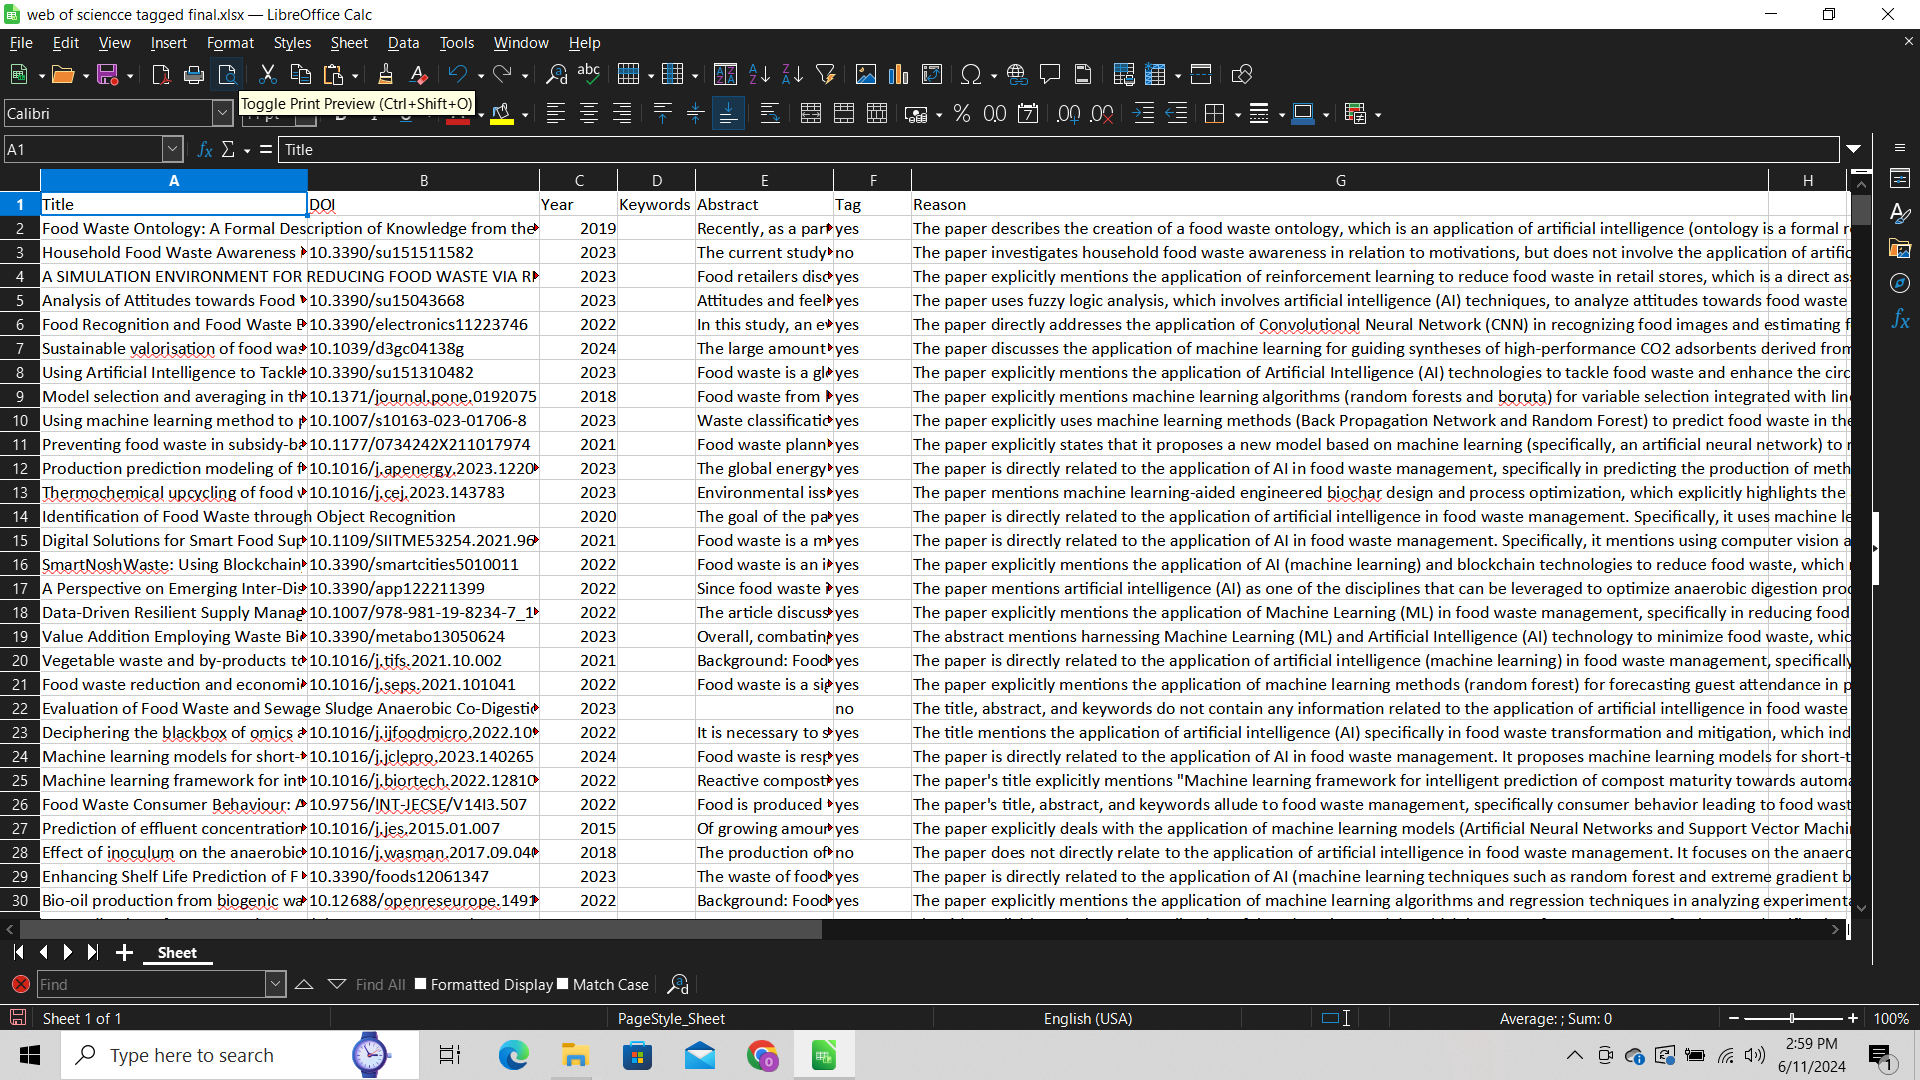 web of sciencce tagged final.xlsx — LibreOffice Calc
File Edit View Insert Format Styles Sheet Data Tools Window Help
Toggle Print Preview (Ctrl+Shift+O)
Calibri
A1 Title
A B C D E F G H
1 Title DOI Year Keywords Abstract Tag Reason
2 Food Waste Ontology: A Formal Description of Knowledge from the 2019 Recently, as a par yes The paper describes the creation of a food waste ontology, which is an application of artificial intelligence (ontology is a formal r
3 Household Food Waste Awareness 10.3390/su151511582 2023 The current study no The paper investigates household food waste awareness in relation to motivations, but does not involve the application of artific
4 A SIMULATION ENVIRONMENT FOR REDUCING FOOD WASTE VIA R 2023 Food retailers disc yes The paper explicitly mentions the application of reinforcement learning to reduce food waste in retail stores, which is a direct as
5 Analysis of Attitudes towards Food 10.3390/su15043668 2023 Attitudes and feel yes The paper uses fuzzy logic analysis, which involves artificial intelligence (AI) techniques, to analyze attitudes towards food waste
6 Food Recognition and Food Waste E 10.3390/electronics11223746 2022 In this study, an e yes The paper directly addresses the application of Convolutional Neural Network (CNN) in recognizing food images and estimating f
7 Sustainable valorisation of food was 10.1039/d3gc04138g 2024 The large amount yes The paper discusses the application of machine learning for guiding syntheses of high-performance CO2 adsorbents derived from
8 Using Artificial Intelligence to Tackle 10.3390/su151310482 2023 Food waste is a gl yes The paper explicitly mentions the application of Artificial Intelligence (AI) technologies to tackle food waste and enhance the circ
9 Model selection and averaging in th 10.1371/journal.pone.0192075 2018 Food waste from yes The paper explicitly mentions machine learning algorithms (random forests and boruta) for variable selection integrated with lin
10 Using machine learning method to p 10.1007/s10163-023-01706-8 2023 Waste classificatio yes The paper explicitly uses machine learning methods (Back Propagation Network and Random Forest) to predict food waste in the
11 Preventing food waste in subsidy-ba 10.1177/0734242X211017974 2021 Food waste plann yes The paper explicitly states that it proposes a new model based on machine learning (specifically, an artificial neural network) to r
12 Production prediction modeling of f 10.1016/j.apenergy.2023.1220 2023 The global energy yes The paper is directly related to the application of AI in food waste management, specifically in predicting the production of meth
13 Thermochemical upcycling of food w 10.1016/j.cej.2023.143783 2023 Environmental iss yes The paper mentions machine learning-aided engineered biochar design and process optimization, which explicitly highlights the
14 Identification of Food Waste through Object Recognition 2020 The goal of the pa yes The paper is directly related to the application of artificial intelligence in food waste management. Specifically, it uses machine le
15 Digital Solutions for Smart Food Sup 10.1109/SIITME53254.2021.96 2021 Food waste is a m yes The paper is directly related to the application of AI in food waste management. Specifically, it mentions using computer vision a
16 SmartNoshWaste: Using Blockchain 10.3390/smartcities5010011 2022 Food waste is an i yes The paper explicitly mentions the application of AI (machine learning) and blockchain technologies to reduce food waste, which
17 A Perspective on Emerging Inter-Dis 10.3390/app122211399 2022 Since food waste yes The paper mentions artificial intelligence (AI) as one of the disciplines that can be leveraged to optimize anaerobic digestion proc
18 Data-Driven Resilient Supply Manag 10.1007/978-981-19-8234-7_1 2022 The article discuss yes The paper explicitly mentions the application of Machine Learning (ML) in food waste management, specifically in reducing food
19 Value Addition Employing Waste Bi 10.3390/metabo13050624 2023 Overall, combatin yes The abstract mentions harnessing Machine Learning (ML) and Artificial Intelligence (AI) technology to minimize food waste, whic
20 Vegetable waste and by-products to 10.1016/j.tifs.2021.10.002 2021 Background: Food yes The paper is directly related to the application of artificial intelligence (machine learning) in food waste management, specifically
21 Food waste reduction and economi 10.1016/j.seps.2021.101041 2022 Food waste is a sig yes The paper explicitly mentions the application of machine learning methods (random forest) for forecasting guest attendance in p
22 Evaluation of Food Waste and Sewage Sludge Anaerobic Co-Digestio 2023 no The title, abstract, and keywords do not contain any information related to the application of artificial intelligence in food waste
23 Deciphering the blackbox of omics a 10.1016/j.ijfoodmicro.2022.10 2022 It is necessary to s yes The title mentions the application of artificial intelligence (AI) specifically in food waste transformation and mitigation, which ind
24 Machine learning models for short- 10.1016/j.jclepro.2023.140265 2024 Food waste is resp yes The paper is directly related to the application of AI in food waste management. It proposes machine learning models for short-t
25 Machine learning framework for int 10.1016/j.biortech.2022.12810 2022 Reactive compost yes The paper's title explicitly mentions "Machine learning framework for intelligent prediction of compost maturity towards automa
26 Food Waste Consumer Behaviour: A 10.9756/INT-JECSE/V14I3.507 2022 Food is produced yes The paper's title, abstract, and keywords allude to food waste management, specifically consumer behavior leading to food wast
27 Prediction of effluent concentration 10.1016/j.jes.2015.01.007 2015 Of growing amour yes The paper explicitly deals with the application of machine learning models (Artificial Neural Networks and Support Vector Machi
28 Effect of inoculum on the anaerobic 10.1016/j.wasman.2017.09.04 2018 The production of no The paper does not directly relate to the application of artificial intelligence in food waste management. It focuses on the anaero
29 Enhancing Shelf Life Prediction of F 10.3390/foods12061347 2023 The waste of food yes The paper is directly related to the application of AI (machine learning techniques such as random forest and extreme gradient b
30 Bio-oil production from biogenic wa 10.12688/openreseurope.1491 2022 Background: Food yes The paper explicitly mentions the application of machine learning algorithms and regression techniques in analyzing experimenta
Sheet
Find Find All Formatted Display Match Case
Sheet 1 of 1 PageStyle_Sheet English (USA) Average: ; Sum: 0 100%
Type here to search
2:59 PM
6/11/2024
1